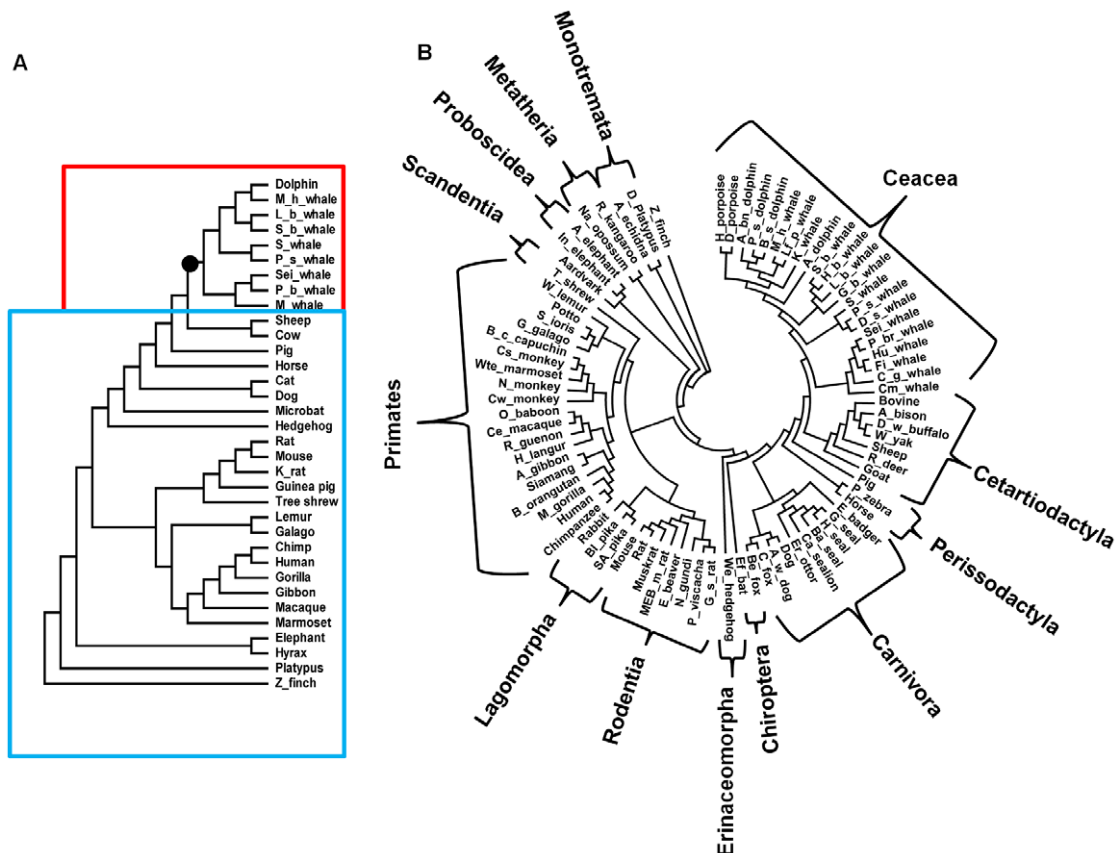 A
Dolphin
M_h_whale
L_b_whale
S_b_whale
S_whale
P_s_whale
Sei_whale
P_b_whale
M_whale
Sheep
Cow
Pig
Horse
Cat
Dog
Microbat
Hedgehog
Rat
Mouse
K_rat
Guinea pig
Tree shrew
Lemur
Galago
Chimp
Human
Gorilla
Gibbon
Macaque
Marmoset
Elephant
Hyrax
Platypus
Z_finch
B
Monotremata
Metatheria
Proboscidea
Scandentia
Primates
Lagomorpha
Rodentia
Erinaceomorpha
Chiroptera
Carnivora
Perissodactyla
Cetartiodactyla
Ceacea
H_porpoise
D_porpoise
A_bn_dolphin
P_s_dolphin
B_s_dolphin
M_h_whale
Lf_p_whale
K_whale
A_dolphin
S_b_whale
H_b_whale
L_b_whale
G_b_whale
S_whale
P_s_whale
D_s_whale
Sei_whale
P_br_whale
Hu_whale
Fi_whale
C_g_whale
Cm_whale
Bovine
A_bison
D_w_buffalo
W_yak
Sheep
R_deer
Goat
Pig
P_zebra
Horse
E_badger
G_seal
H_seal
Ba_seal
Ca_sealion
Er_ottor
Dog
A_w_dog
C_fox
Be_fox
Ef_bat
We_hedgehog
G_s_rat
P_viscacha
N_gundi
E_beaver
MEB_m_rat
Muskrat
Rat
Mouse
SA_pika
Bl_pika
Rabbit
Chimpanzee
Human
M_gorilla
B_orangutan
Siamang
A_gibbon
H_langur
R_guenon
Ce_macaque
O_baboon
Cw_monkey
N_monkey
Wte_marmoset
Cs_monkey
B_c_capuchin
G_galago
S_loris
Potto
W_lemur
T_shrew
Aardvark
In_elephant
A_elephant
Na_opossum
R_kangaroo
A_echidna
D_Platypus
Z_finch